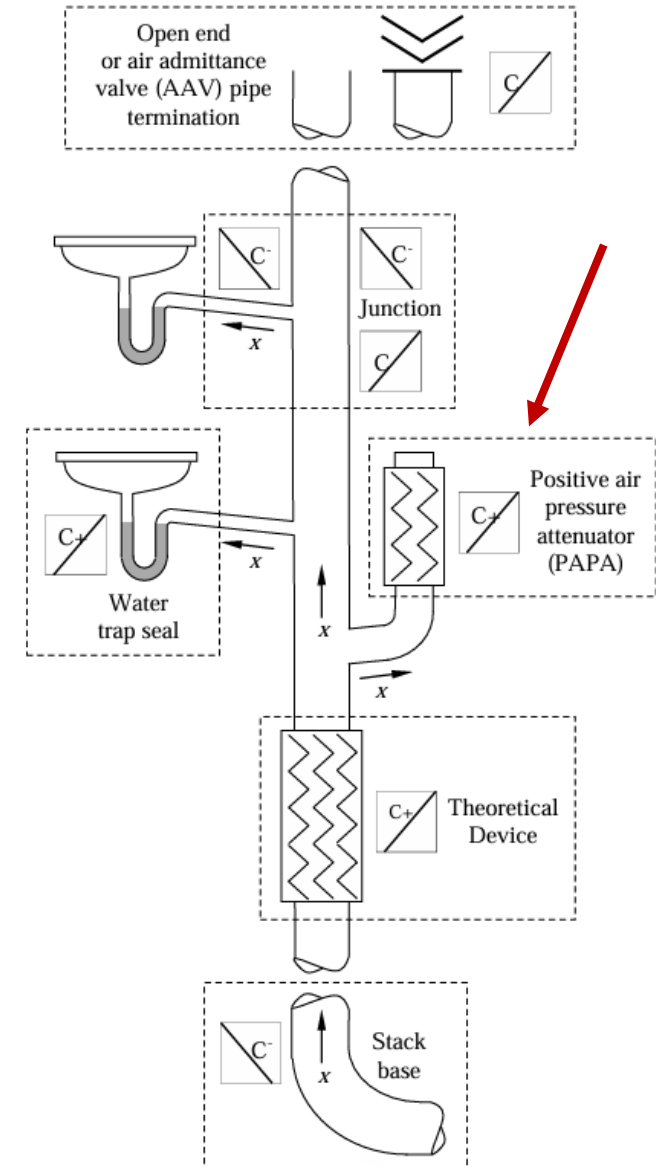 Open end
or air admittance
valve (AAV) pipe
termination
C
C-
C-
Junction
C
x
C+
Positive air
pressure
attenuator
(PAPA)
C+
Water
trap seal
x
x
x
C+
Theoretical
Device
C-
x
Stack
base